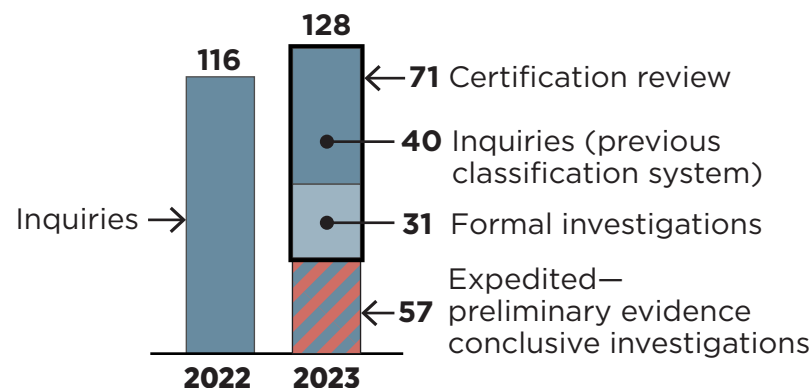 128
116
71 Certification review
40 Inquiries (previous
classification system)
Inquiries
31 Formal investigations
Expedited—
57 preliminary evidence
conclusive investigations
2022 2023